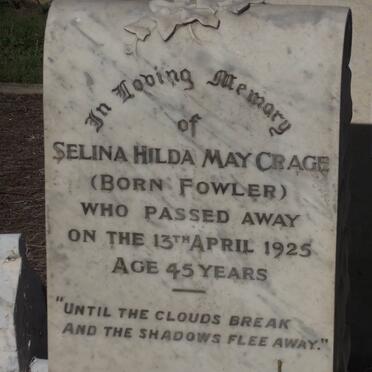 In Loving Memory
of
SELINA HILDA MAY CRAGE
(BORN FOWLER)
WHO PASSED AWAY
ON THE 13TH APRIL 1925
AGE 45 YEARS
"UNTIL THE CLOUDS BREAK
AND THE SHADOWS FLEE AWAY."